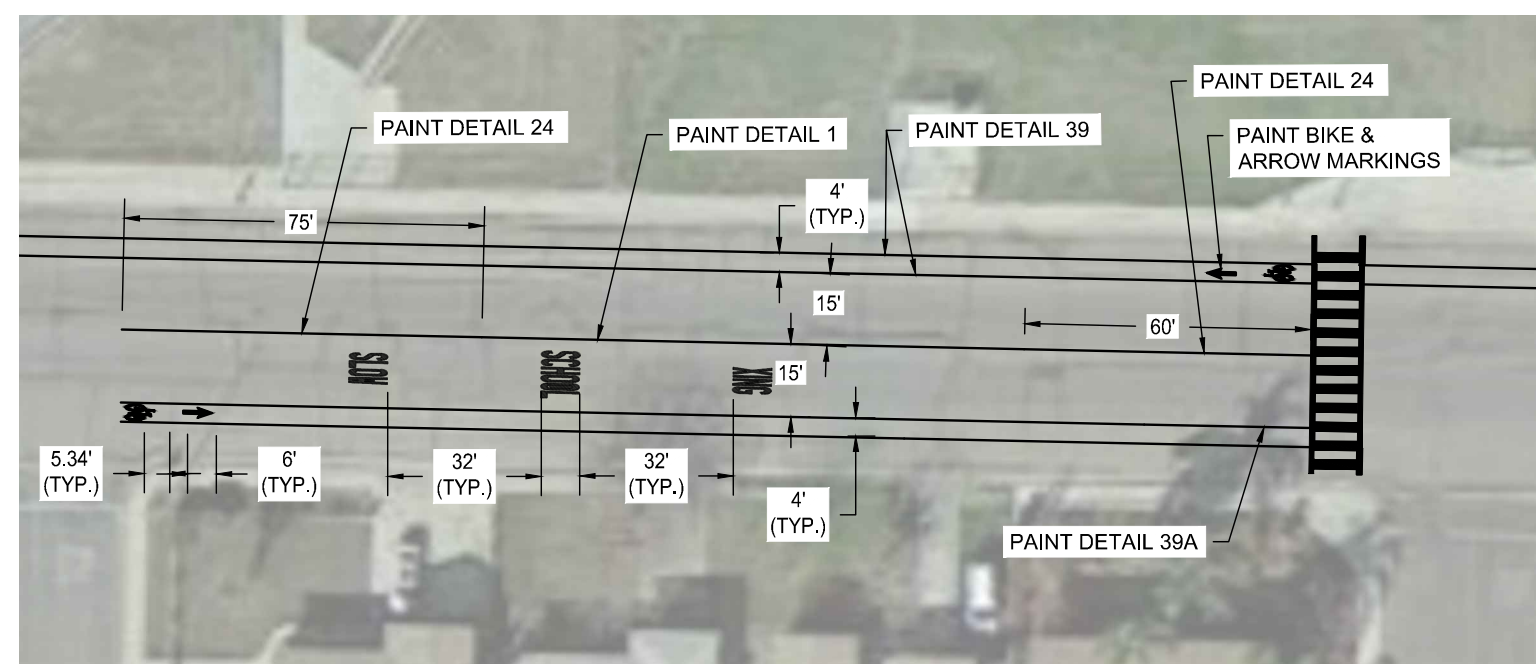 PAINT DETAIL 24
PAINT DETAIL 24
PAINT DETAIL 1
PAINT DETAIL 39
PAINT BIKE &
ARROW MARKINGS
4'
(TYP.)
75'
15'
60'
SLOW
SCHOOL
XING
15'
5.34'
(TYP.)
6'
(TYP.)
32'
(TYP.)
32'
(TYP.)
4'
(TYP.)
PAINT DETAIL 39A